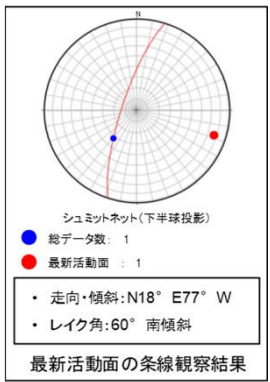 N
シュミットネット(下半球投影)
総データ数: 1
最新活動面 : 1
・ 走向・傾斜:N18° E77° W
・ レイク角:60° 南傾斜
最新活動面の条線観察結果